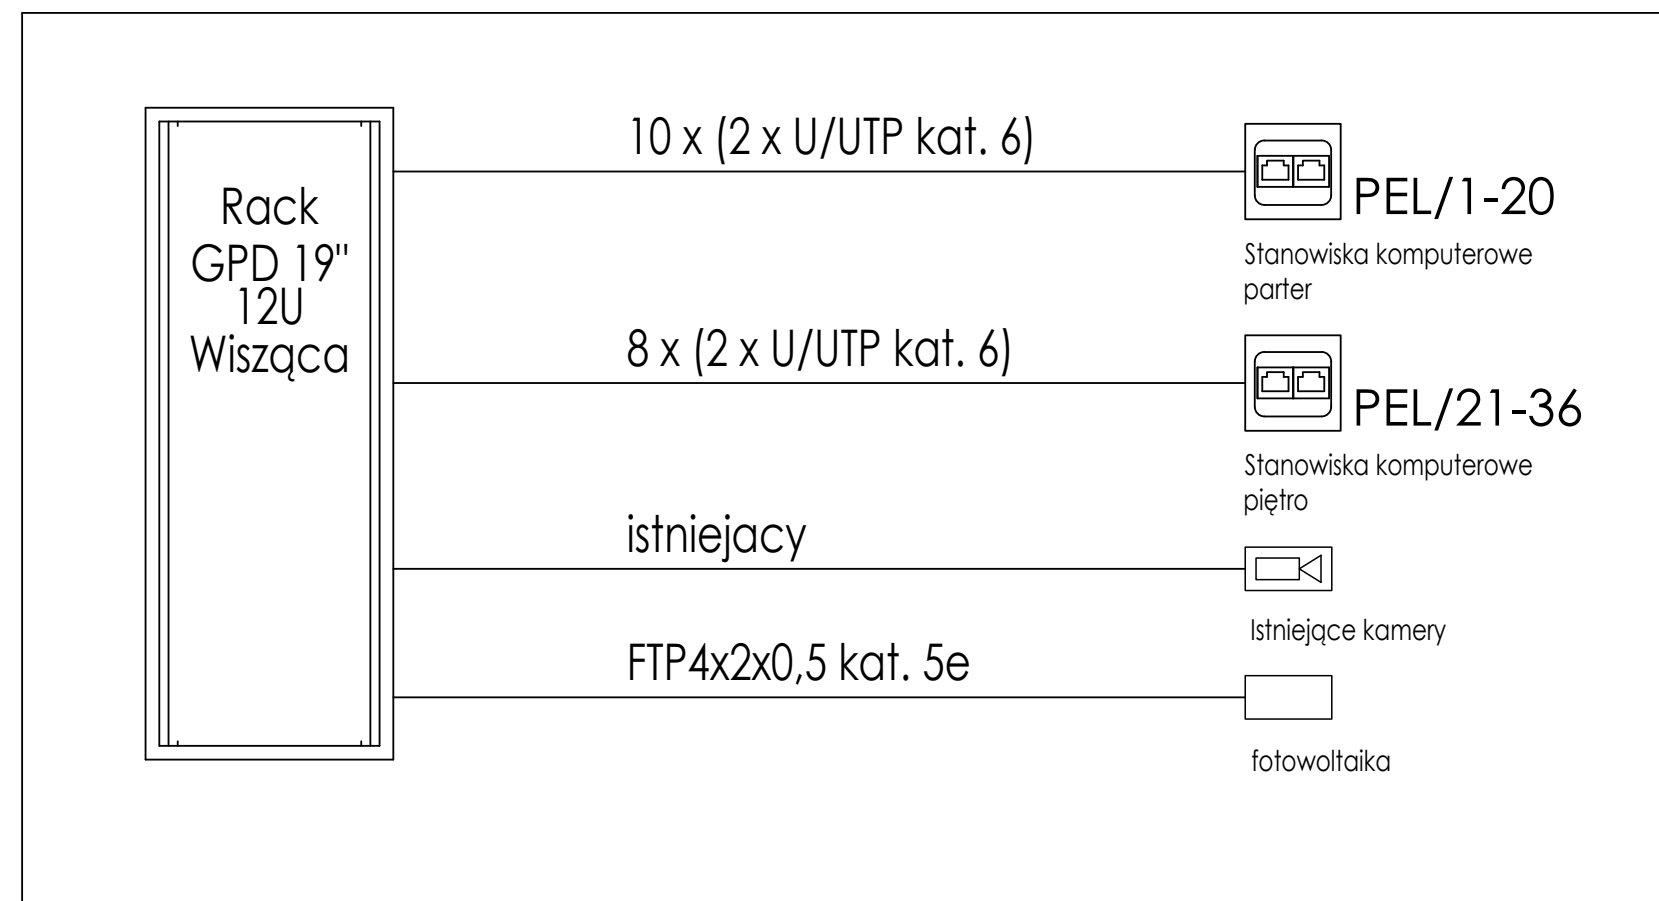 Rack
GPD 19"
12U
Wisząca
10 x (2 x U/UTP kat. 6)
PEL/1-20
Stanowiska komputerowe
parter
8 x (2 x U/UTP kat. 6)
PEL/21-36
Stanowiska komputerowe
piętro
istniejacy
Istniejące kamery
FTP4x2x0,5 kat. 5e
fotowoltaika